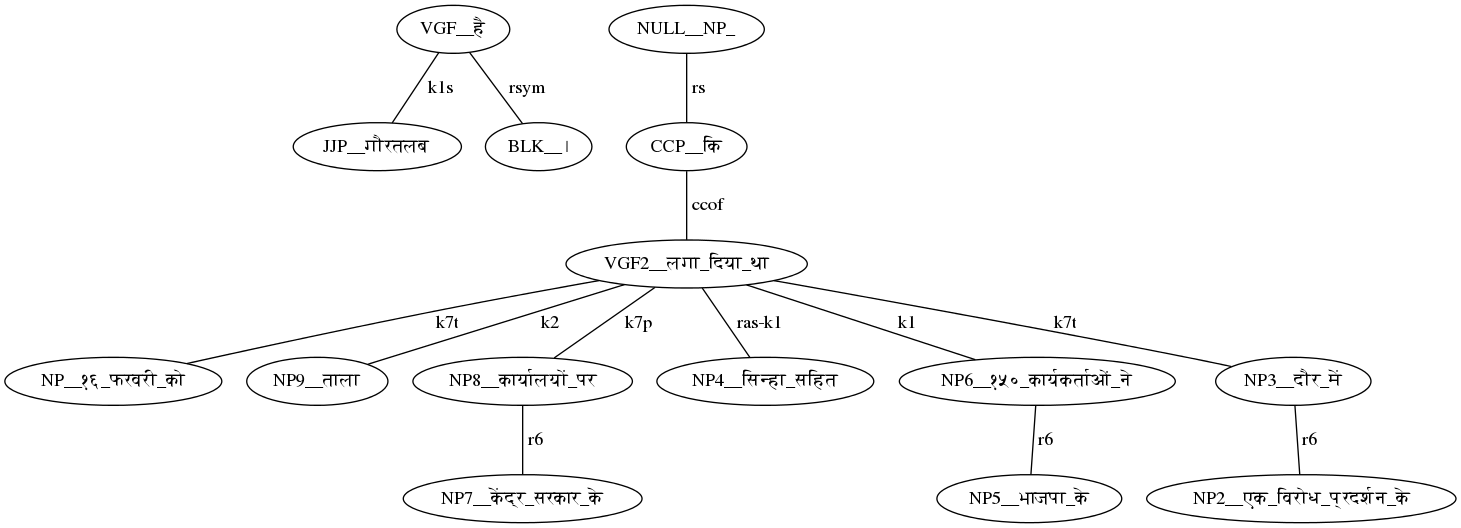 VGF__है NULL__NP_
k1s rsym rs
JJP__गौरतलब BLK__। CCP__कि
ccof
VGF2__लगा_दिया_था
k7t k2 k7p ras-k1 k1 k7t
NP__१६_फरवरी_को NP9__ताला NP8__कार्यालयों_पर NP4__सिन्हा_सहित NP6__१५०_कार्यकर्ताओं_ने NP3__दौर_में
r6 r6 r6
NP7__केंद्र_सरकार_के NP5__भाजपा_के NP2__एक_विरोध_प्रदर्शन_के